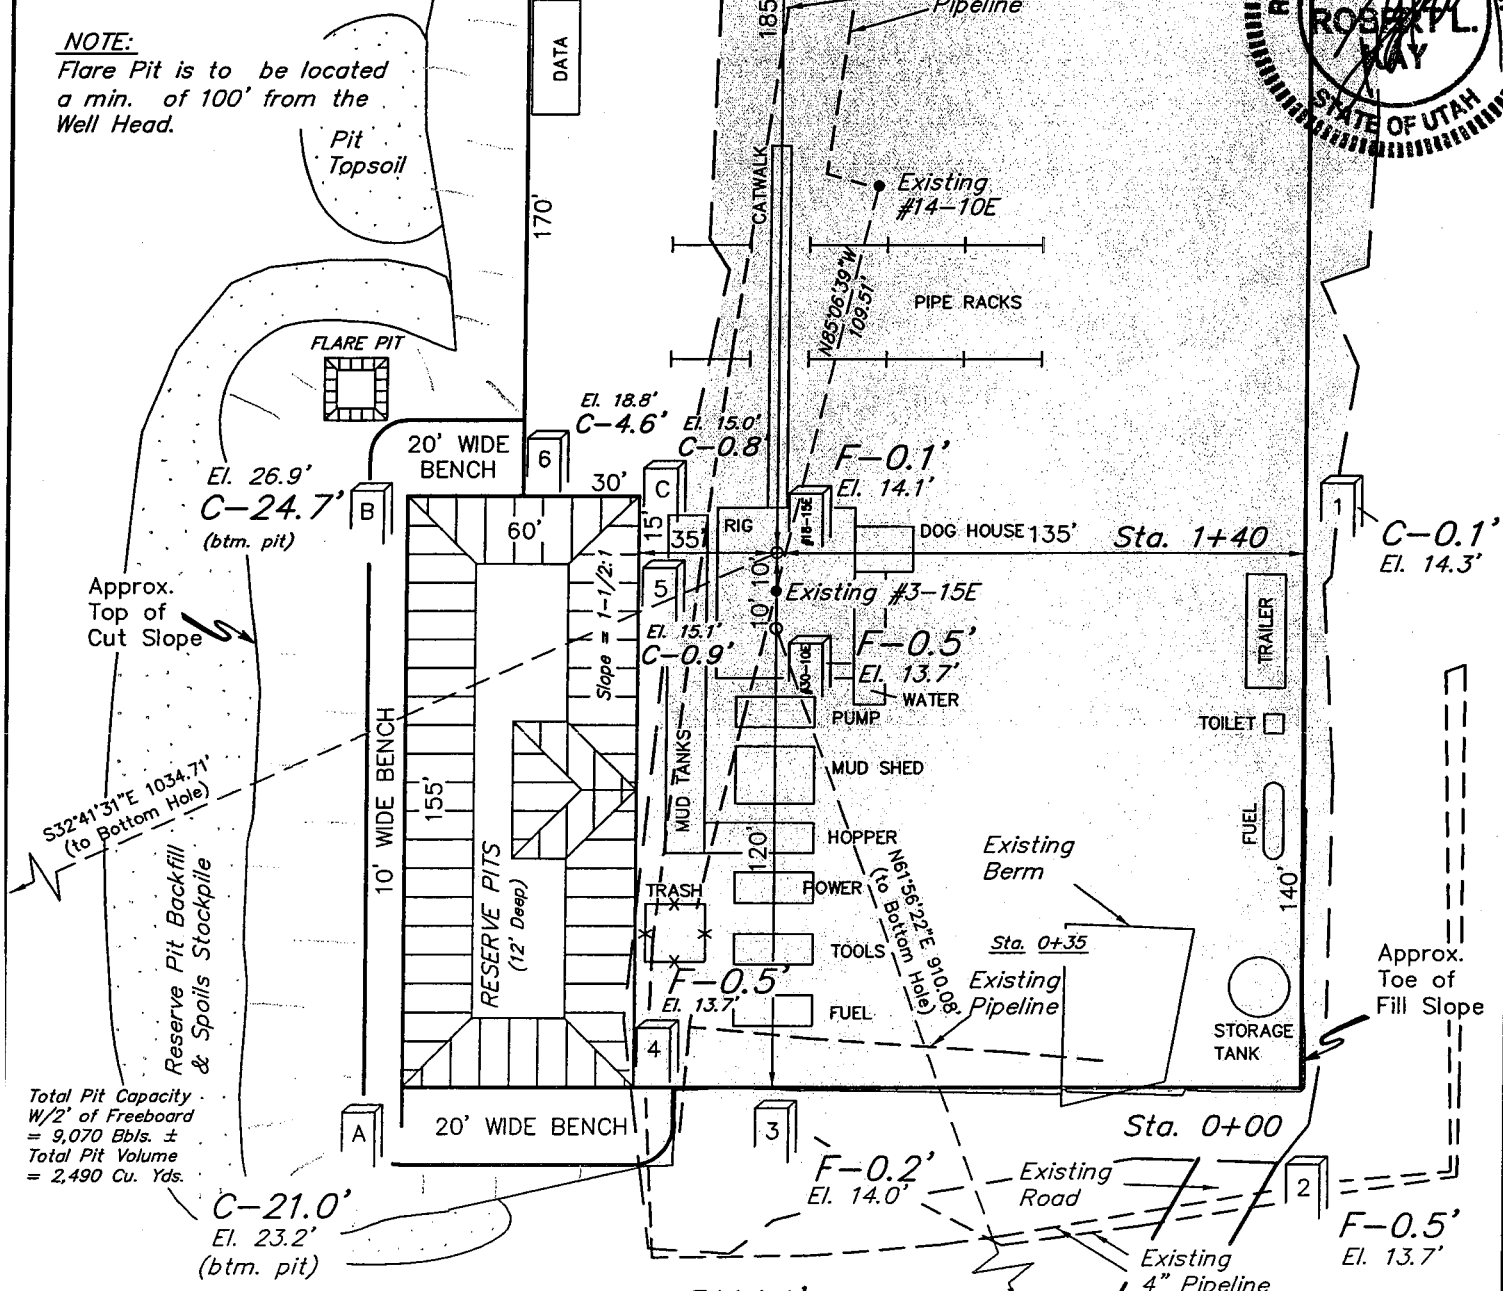 185'
Pipeline
ROBERT L.
KAY
STATE OF UTAH
NOTE:
Flare Pit is to be located
a min. of 100' from the
Well Head.
DATA
Pit
Topsoil
170'
CATWALK
Existing
#14-10E
N85°06'39"W
109.51'
PIPE RACKS
FLARE PIT
El. 18.8'
C-4.6'
El. 15.0'
C-0.8'
20' WIDE
BENCH
6
F-0.1'
El. 14.1'
El. 26.9'
C-24.7'
(btm. pit)
B
30'
C
15'
60'
35'
RIG
#18-15E
DOG HOUSE
135'
Sta. 1+40
1
C-0.1'
El. 14.3'
Approx.
Top of
Cut Slope
Slope = 1-1/2:1
5
10'
10'
Existing #3-15E
El. 15.1'
C-0.9'
#30-10E
F-0.5'
El. 13.7'
WATER
TRAILER
PUMP
TOILET
MUD TANKS
MUD SHED
S32°41'31"E 1034.71'
(to Bottom Hole)
10' WIDE BENCH
155'
RESERVE PITS
(12' Deep)
HOPPER
120'
FUEL
140'
Existing
Berm
N61°56'22"E 910.08'
(to Bottom Hole)
TRASH
POWER
Reserve Pit Backfill
& Spoils Stockpile
TOOLS
Sta. 0+35
Existing
Pipeline
Approx.
Toe of
Fill Slope
F-0.5'
El. 13.7'
FUEL
STORAGE
TANK
4
Total Pit Capacity
W/2' of Freeboard
= 9,070 Bbls. ±
Total Pit Volume
= 2,490 Cu. Yds.
A
20' WIDE BENCH
3
Sta. 0+00
F-0.2'
El. 14.0'
Existing
Road
2
C-21.0'
El. 23.2'
(btm. pit)
F-0.5'
El. 13.7'
Existing
4" Pipeline